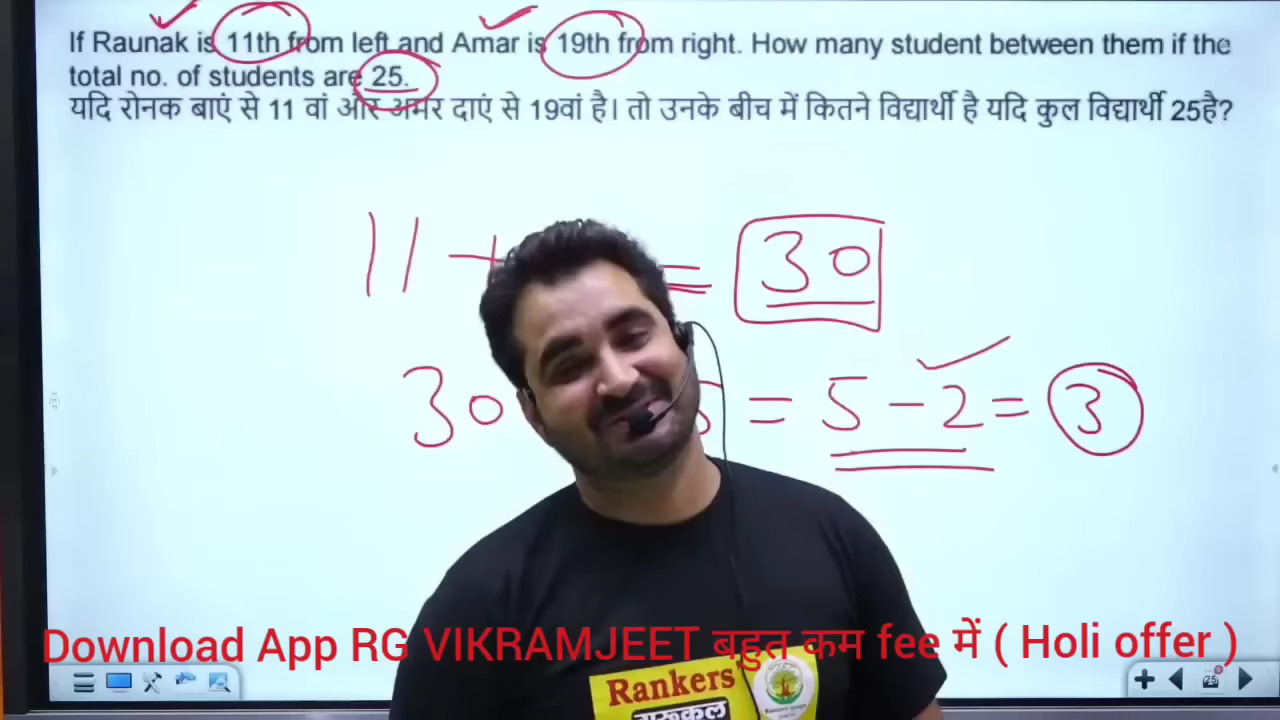 If Raunak is 11th from left and Amar is 19th from right. How many student between them if the
total no. of students are 25.
यदि रोनक बाएं से 11 वां और अमर दाएं से 19वां है। तो उनके बीच में कितने विद्यार्थी है यदि कुल विद्यार्थी 25है?
11 + = 30
30 = 5 - 2 = 3
Download App RG VIKRAMJEET बहुत कम fee में ( Holi offer )
Rankers'
गुरुकुल
25